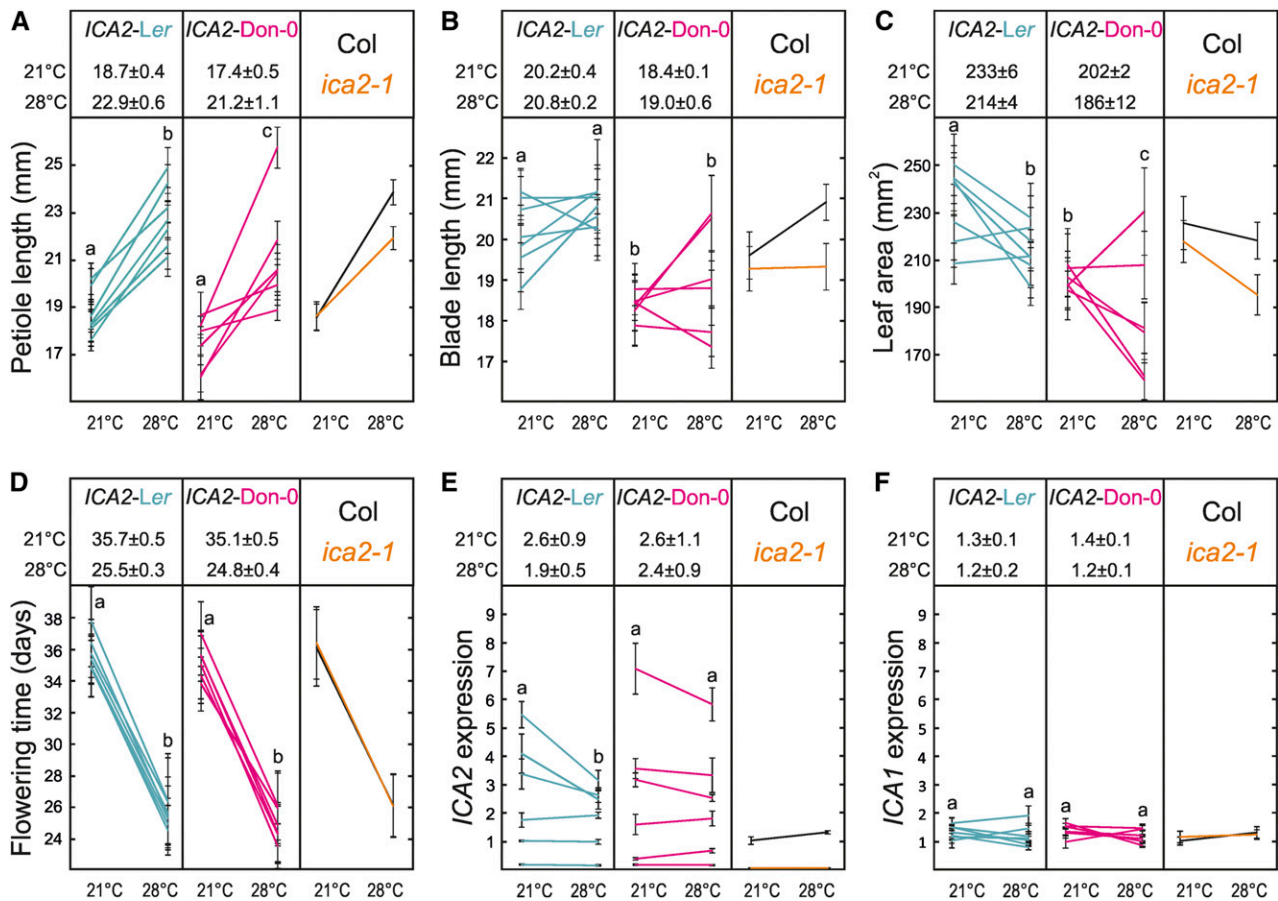 A
ICA2-Ler ICA2-Don-0 Col
ica2-1
21°C 18.7±0.4 17.4±0.5
28°C 22.9±0.6 21.2±1.1
Petiole length (mm)
25
23
21
19
17
a b a c
21°C 28°C 21°C 28°C 21°C 28°C
B
ICA2-Ler ICA2-Don-0 Col
ica2-1
21°C 20.2±0.4 18.4±0.1
28°C 20.8±0.2 19.0±0.6
Blade length (mm)
22
21
20
19
18
17
a a b b
21°C 28°C 21°C 28°C 21°C 28°C
C
ICA2-Ler ICA2-Don-0 Col
ica2-1
21°C 233±6 202±2
28°C 214±4 186±12
Leaf area (mm²)
250
230
210
190
170
a b b c
21°C 28°C 21°C 28°C 21°C 28°C
D
ICA2-Ler ICA2-Don-0 Col
ica2-1
21°C 35.7±0.5 35.1±0.5
28°C 25.5±0.3 24.8±0.4
Flowering time (days)
38
36
34
32
30
28
26
24
a b a b
21°C 28°C 21°C 28°C 21°C 28°C
E
ICA2-Ler ICA2-Don-0 Col
ica2-1
21°C 2.6±0.9 2.6±1.1
28°C 1.9±0.5 2.4±0.9
ICA2 expression
9
8
7
6
5
4
3
2
1
a b a a
21°C 28°C 21°C 28°C 21°C 28°C
F
ICA2-Ler ICA2-Don-0 Col
ica2-1
21°C 1.3±0.1 1.4±0.1
28°C 1.2±0.2 1.2±0.1
ICA1 expression
9
8
7
6
5
4
3
2
1
a a a a
21°C 28°C 21°C 28°C 21°C 28°C